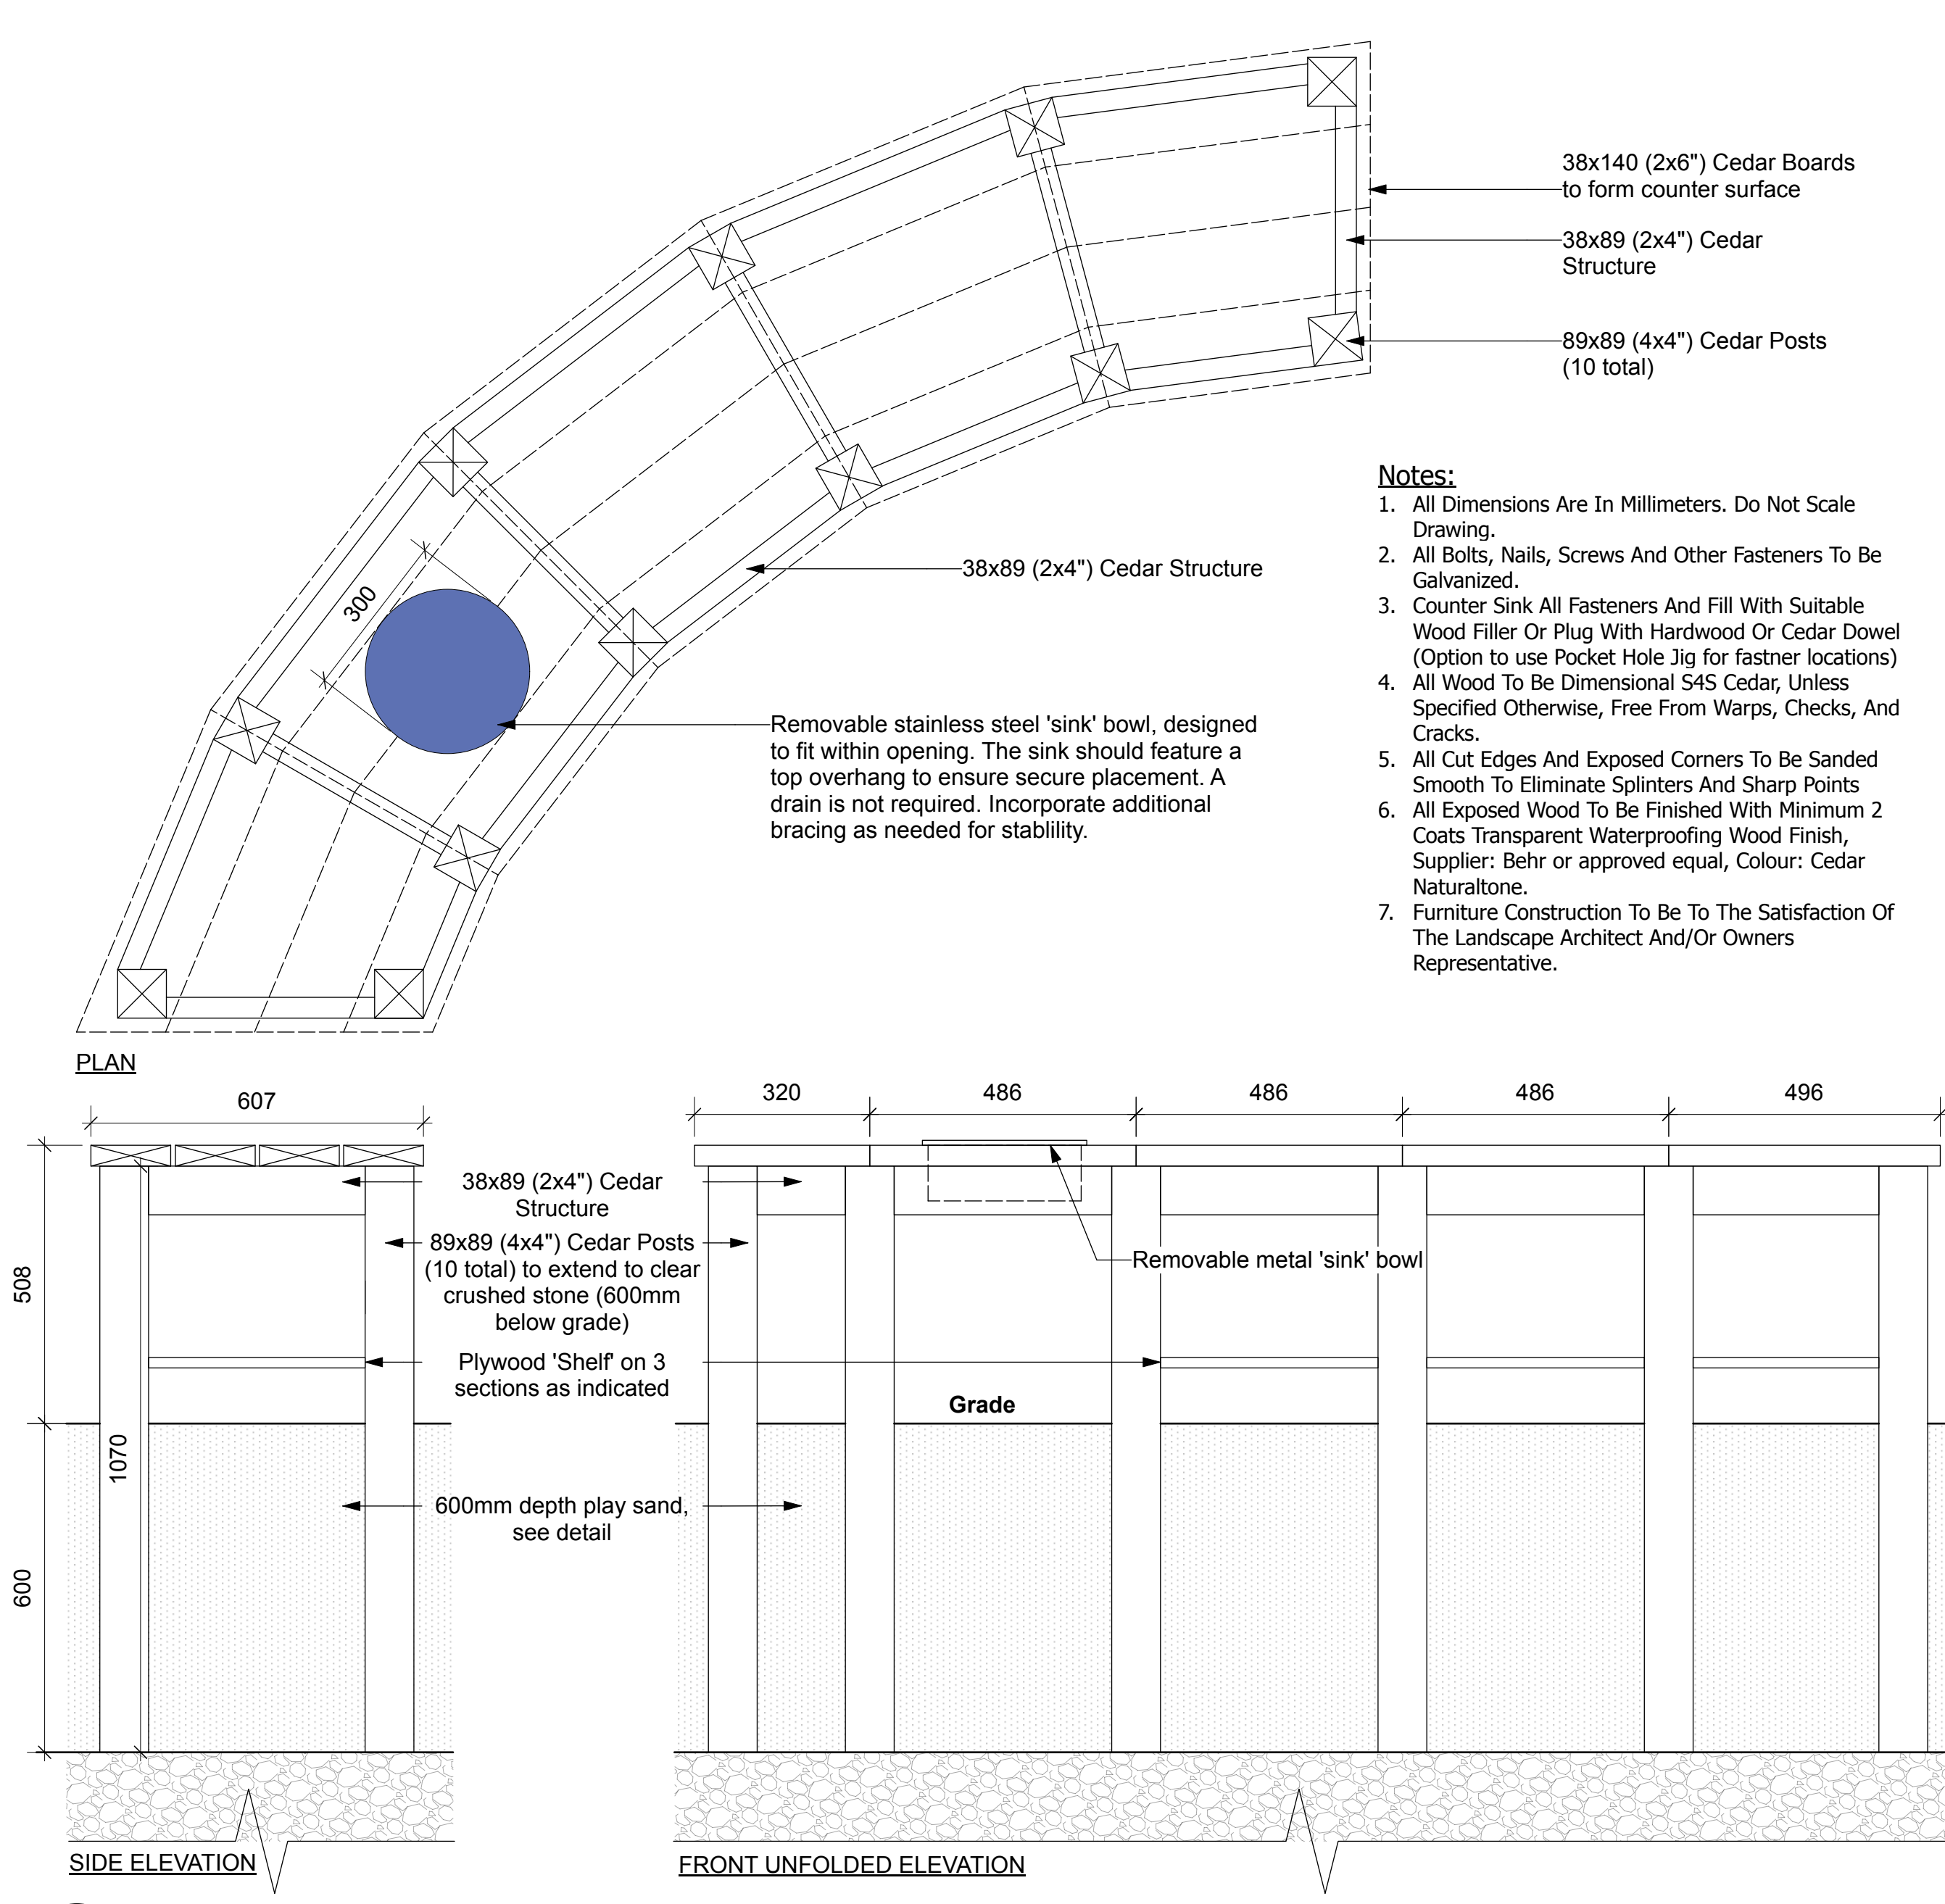 38x140 (2x6") Cedar Boards
to form counter surface
38x89 (2x4") Cedar
Structure
89x89 (4x4") Cedar Posts
(10 total)
38x89 (2x4") Cedar Structure
300
Removable stainless steel 'sink' bowl, designed
to fit within opening. The sink should feature a
top overhang to ensure secure placement. A
drain is not required. Incorporate additional
bracing as needed for stablility.
Notes:
1. All Dimensions Are In Millimeters. Do Not Scale
Drawing.
2. All Bolts, Nails, Screws And Other Fasteners To Be
Galvanized.
3. Counter Sink All Fasteners And Fill With Suitable
Wood Filler Or Plug With Hardwood Or Cedar Dowel
(Option to use Pocket Hole Jig for fastner locations)
4. All Wood To Be Dimensional S4S Cedar, Unless
Specified Otherwise, Free From Warps, Checks, And
Cracks.
5. All Cut Edges And Exposed Corners To Be Sanded
Smooth To Eliminate Splinters And Sharp Points
6. All Exposed Wood To Be Finished With Minimum 2
Coats Transparent Waterproofing Wood Finish,
Supplier: Behr or approved equal, Colour: Cedar
Naturaltone.
7. Furniture Construction To Be To The Satisfaction Of
The Landscape Architect And/Or Owners
Representative.
PLAN
607
508
600
1070
38x89 (2x4") Cedar
Structure
89x89 (4x4") Cedar Posts
(10 total) to extend to clear
crushed stone (600mm
below grade)
Plywood 'Shelf' on 3
sections as indicated
600mm depth play sand,
see detail
SIDE ELEVATION
320
486
486
486
496
Removable metal 'sink' bowl
Grade
FRONT UNFOLDED ELEVATION